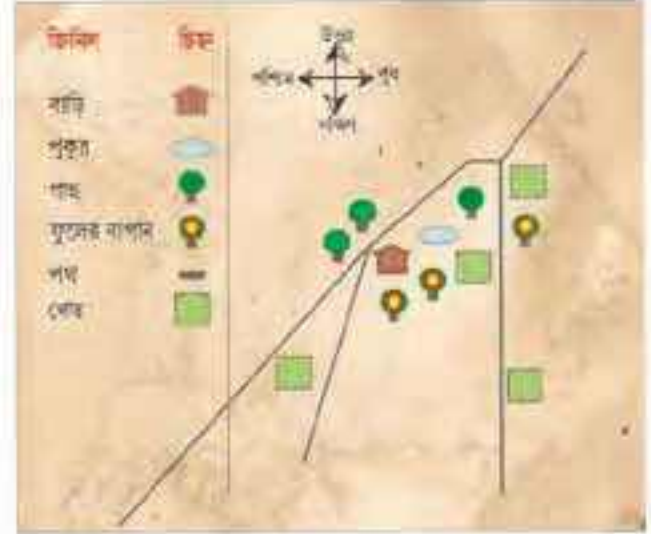 জিনিস চিহ্ন
উত্তর
পশ্চিম পূর্ব
দক্ষিণ
বাড়ি
পুকুর
গাছ
ফুলের বাগান
পথ
খেত